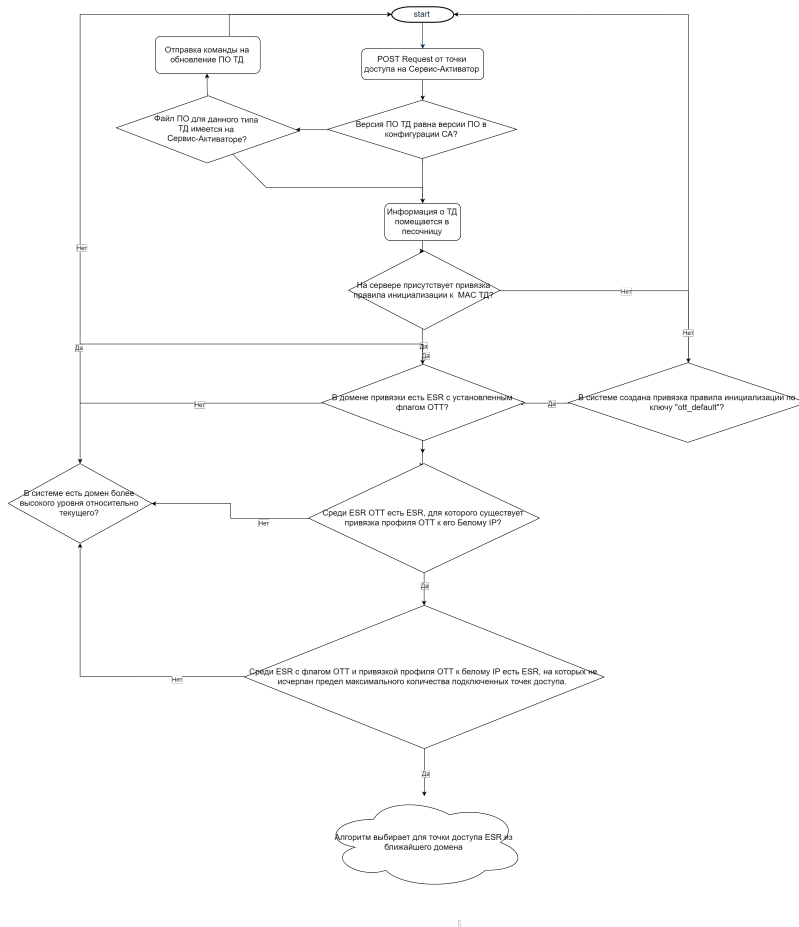 start
Отправка команды на
обновление ПО ТД
POST Request от точки
доступа на Сервис-Активатор
Файл ПО для данного типа
ТД имеется на
Сервис-Активаторе?
Версия ПО ТД равна версии ПО в
конфигурации СА?
Информация о ТД
помещается в
песочницу
Нет
На сервере присутствует привязка
правила инициализации к МАС ТД?
Нет
Нет
Да
Да
Да
В домене привязки есть ESR с установленным
флагом ОТТ?
Нет
Да
В системе создана привязка правила инициализации по
ключу "ott_default"?
В системе есть домен более
высокого уровня относительно
текущего?
Среди ESR ОТТ есть ESR, для которого существует
привязка профиля ОТТ к его Белому IP?
Нет
Да
Среди ESR с флагом ОТТ и привязкой профиля ОТТ к белому IP есть ESR, на которых не
исчерпан предел максимального количества подключенных точек доступа.
Нет
Да
Алгоритм выбирает для точки доступа ESR из
ближайшего домена